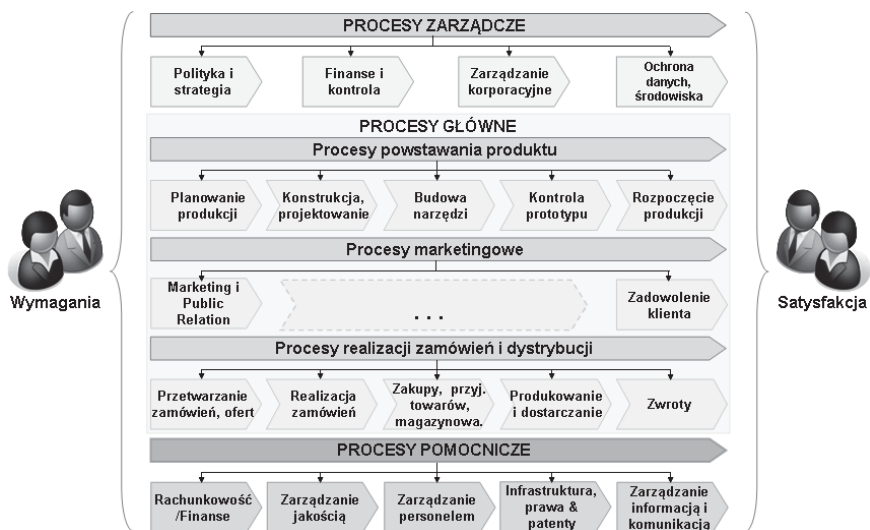 PROCESY ZARZĄDCZE
Polityka i
strategia
Finanse i
kontrola
Zarządzanie
korporacyjne
Ochrona
danych,
środowiska
PROCESY GŁÓWNE
Procesy powstawania produktu
Planowanie
produkcji
Konstrukcja,
projektowanie
Budowa
narzędzi
Kontrola
prototypu
Rozpoczęcie
produkcji
Wymagania
Satysfakcja
Procesy marketingowe
Marketing i
Public
Relation
...
Zadowolenie
klienta
Procesy realizacji zamówień i dystrybucji
Przetwarzanie
zamówień, ofert
Realizacja
zamówień
Zakupy, przyj.
towarów,
magazynowa.
Produkowanie
i dostarczanie
Zwroty
PROCESY POMOCNICZE
Rachunkowość
/Finanse
Zarządzanie
jakością
Zarządzanie
personelem
Infrastruktura,
prawa &
patenty
Zarządzanie
informacją i
komunikacją